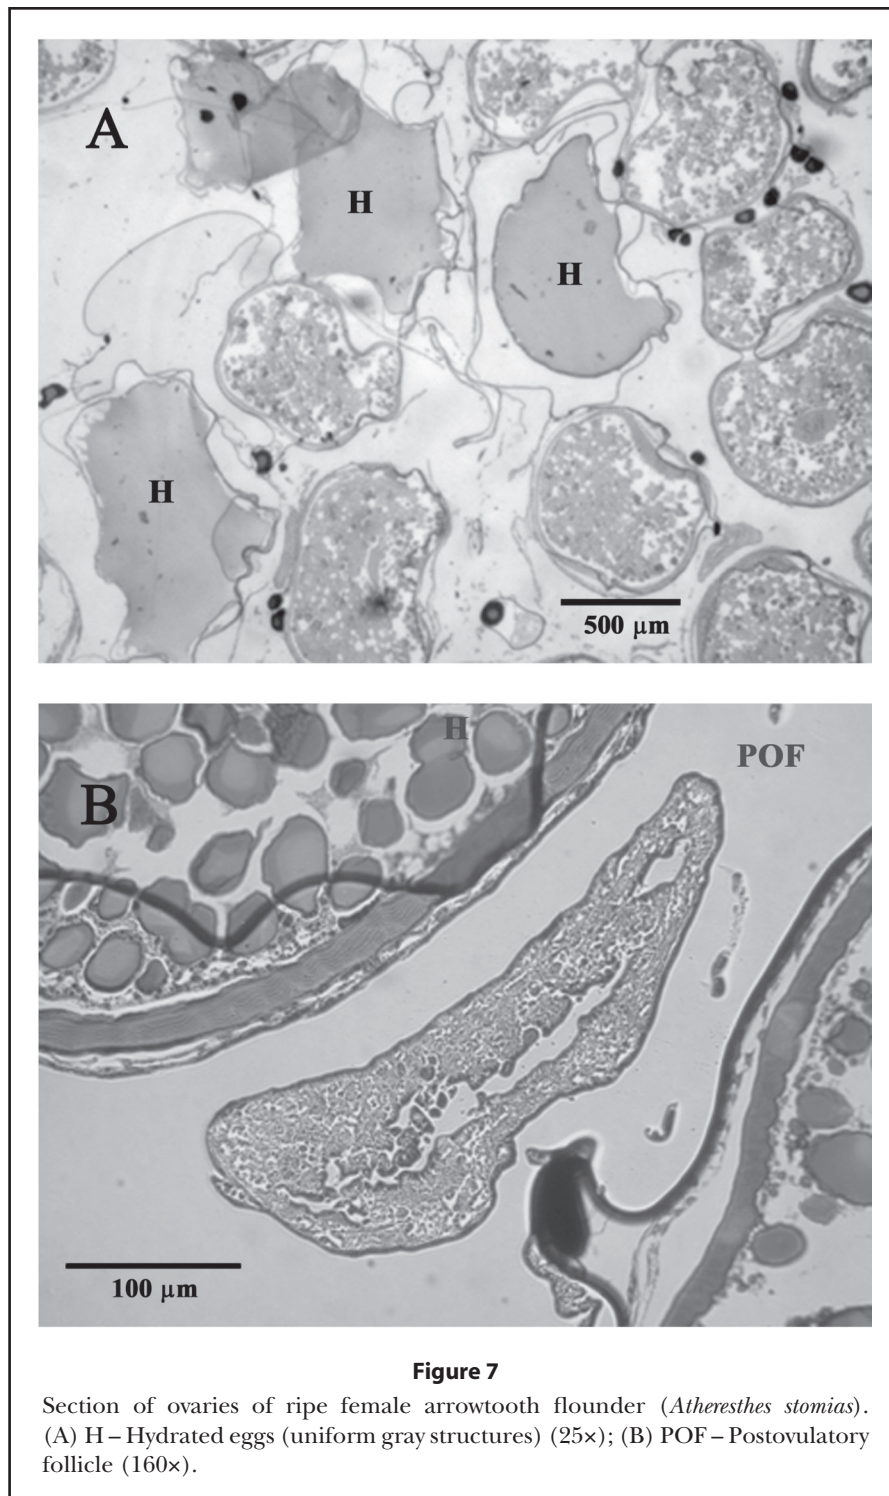 A
H
H
H
500 µm
H
POF
B
100 µm
Figure 7
Section of ovaries of ripe female arrowtooth flounder (Atheresthes stomias).
(A) H – Hydrated eggs (uniform gray structures) (25×); (B) POF – Postovulatory
follicle (160×).